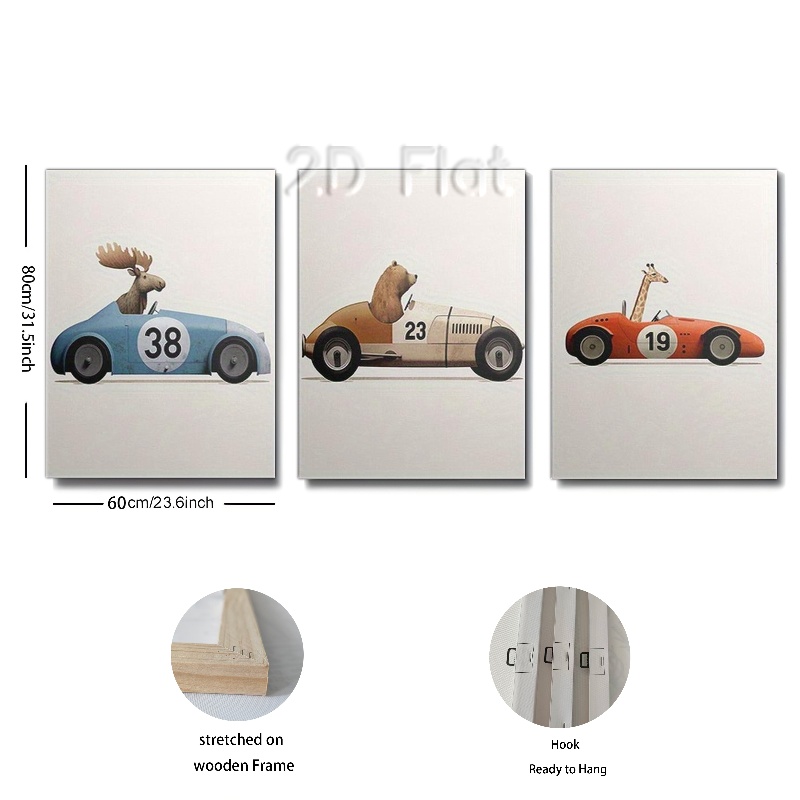 2D Flat
80cm/31.5inch
38
23
19
60cm/23.6inch
stretched on
wooden Frame
Hook
Ready to Hang